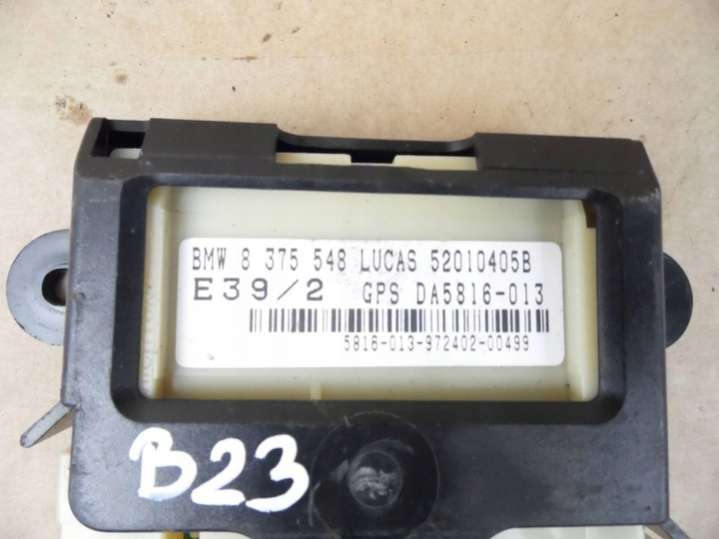 BMW 8 375 548 LUCAS 52010405B
E39/2 GPS DA5816-013
5816-013-972402-00499
B23